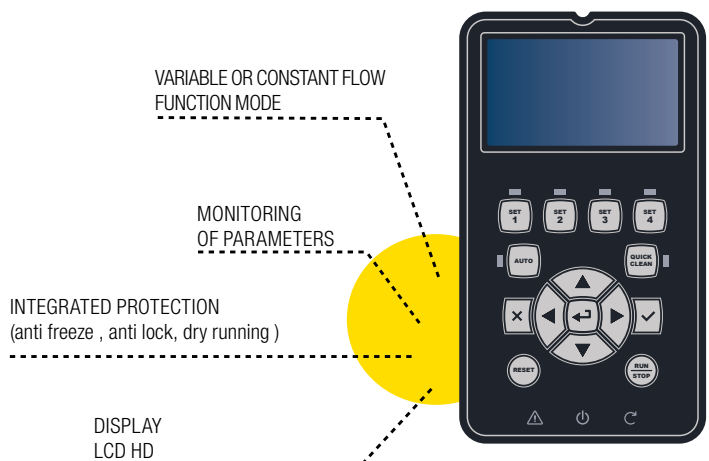 VARIABLE OR CONSTANT FLOW
FUNCTION MODE
MONITORING
OF PARAMETERS
INTEGRATED PROTECTION
(anti freeze , anti lock, dry running )
DISPLAY
LCD HD
SET
1
SET
2
SET
3
SET
4
AUTO
QUICK
CLEAN
RESET
RUN
STOP